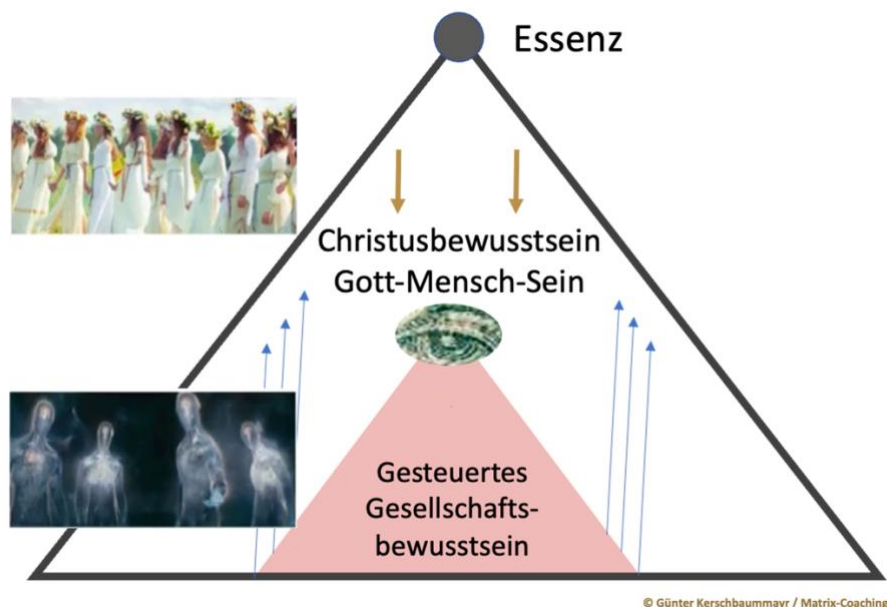 Essenz
Christusbewusstsein
Gott-Mensch-Sein
Gesteuertes
Gesellschafts-
bewusstsein
© Günter Kerschbaummayr / Matrix-Coaching